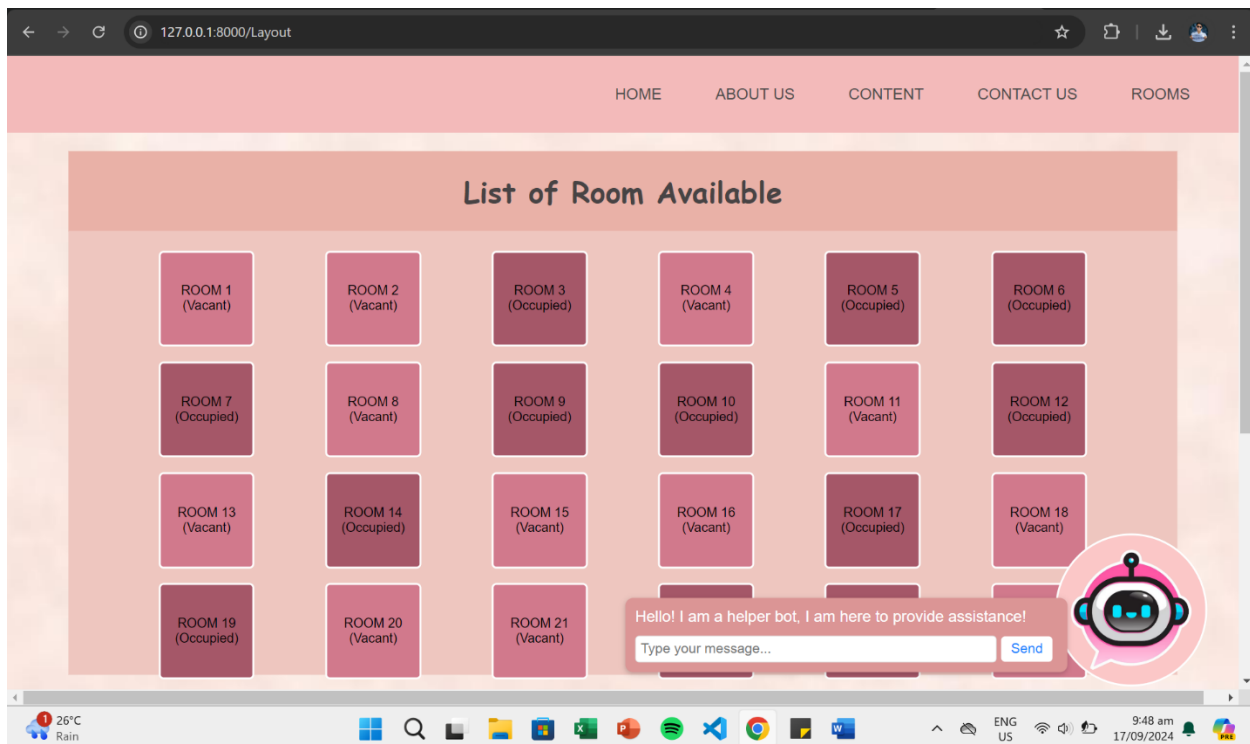 127.0.0.1:8000/Layout
HOME ABOUT US CONTENT CONTACT US ROOMS
List of Room Available
ROOM 1 ROOM 2 ROOM 3 ROOM 4 ROOM 5 ROOM 6
(Vacant) (Vacant) (Occupied) (Vacant) (Occupied) (Occupied)
ROOM 7 ROOM 8 ROOM 9 ROOM 10 ROOM 11 ROOM 12
(Occupied) (Vacant) (Occupied) (Occupied) (Vacant) (Occupied)
ROOM 13 ROOM 14 ROOM 15 ROOM 16 ROOM 17 ROOM 18
(Vacant) (Occupied) (Vacant) (Vacant) (Occupied) (Vacant)
ROOM 19 ROOM 20 ROOM 21
(Occupied) (Vacant) (Vacant)
Hello! I am a helper bot, I am here to provide assistance!
Type your message... Send
1 26°C
Rain
ENG
US
9:48 am
17/09/2024
PRE